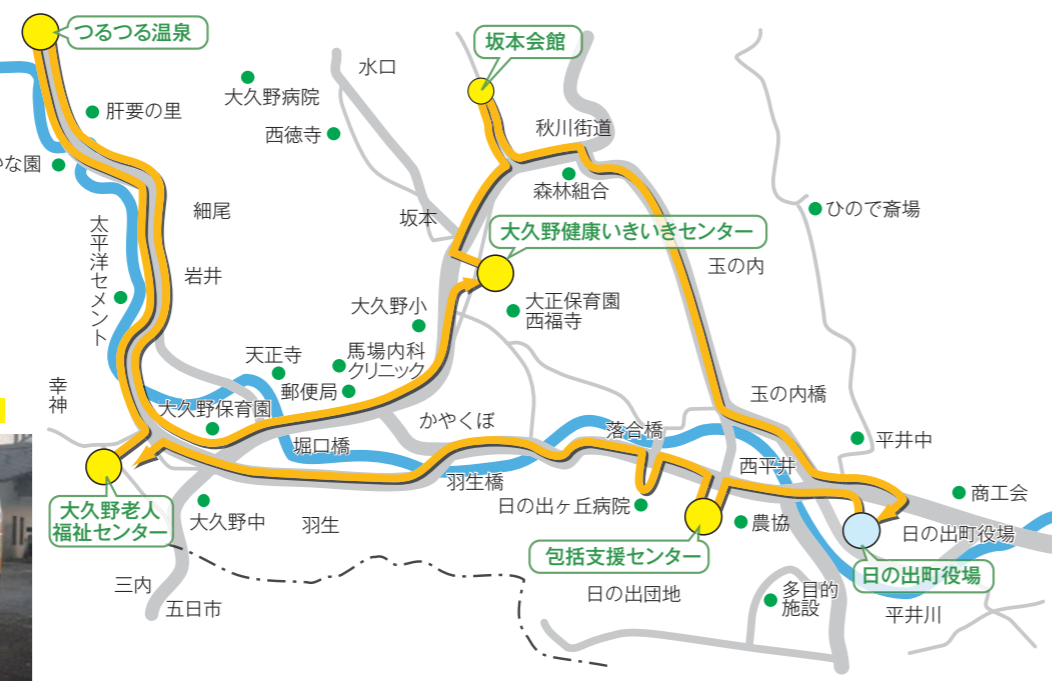 つるつる温泉
坂本会館
水口
大久野病院
肝要の里
西徳寺
秋川街道
な園
森林組合
細尾
坂本
ひので斎場
太平洋セメント
大久野健康いきいきセンター
岩井
玉の内
大久野小
大正保育園
西福寺
天正寺
馬場内科
クリニック
郵便局
幸神
大久野保育園
玉の内橋
かやくぼ
落合橋
堀口橋
平井中
西平井
羽生橋
日の出ヶ丘病院
商工会
大久野老人
福祉センター
大久野中
羽生
農協
日の出町役場
包括支援センター
日の出町役場
三内
五日市
日の出団地
多目的
施設
平井川